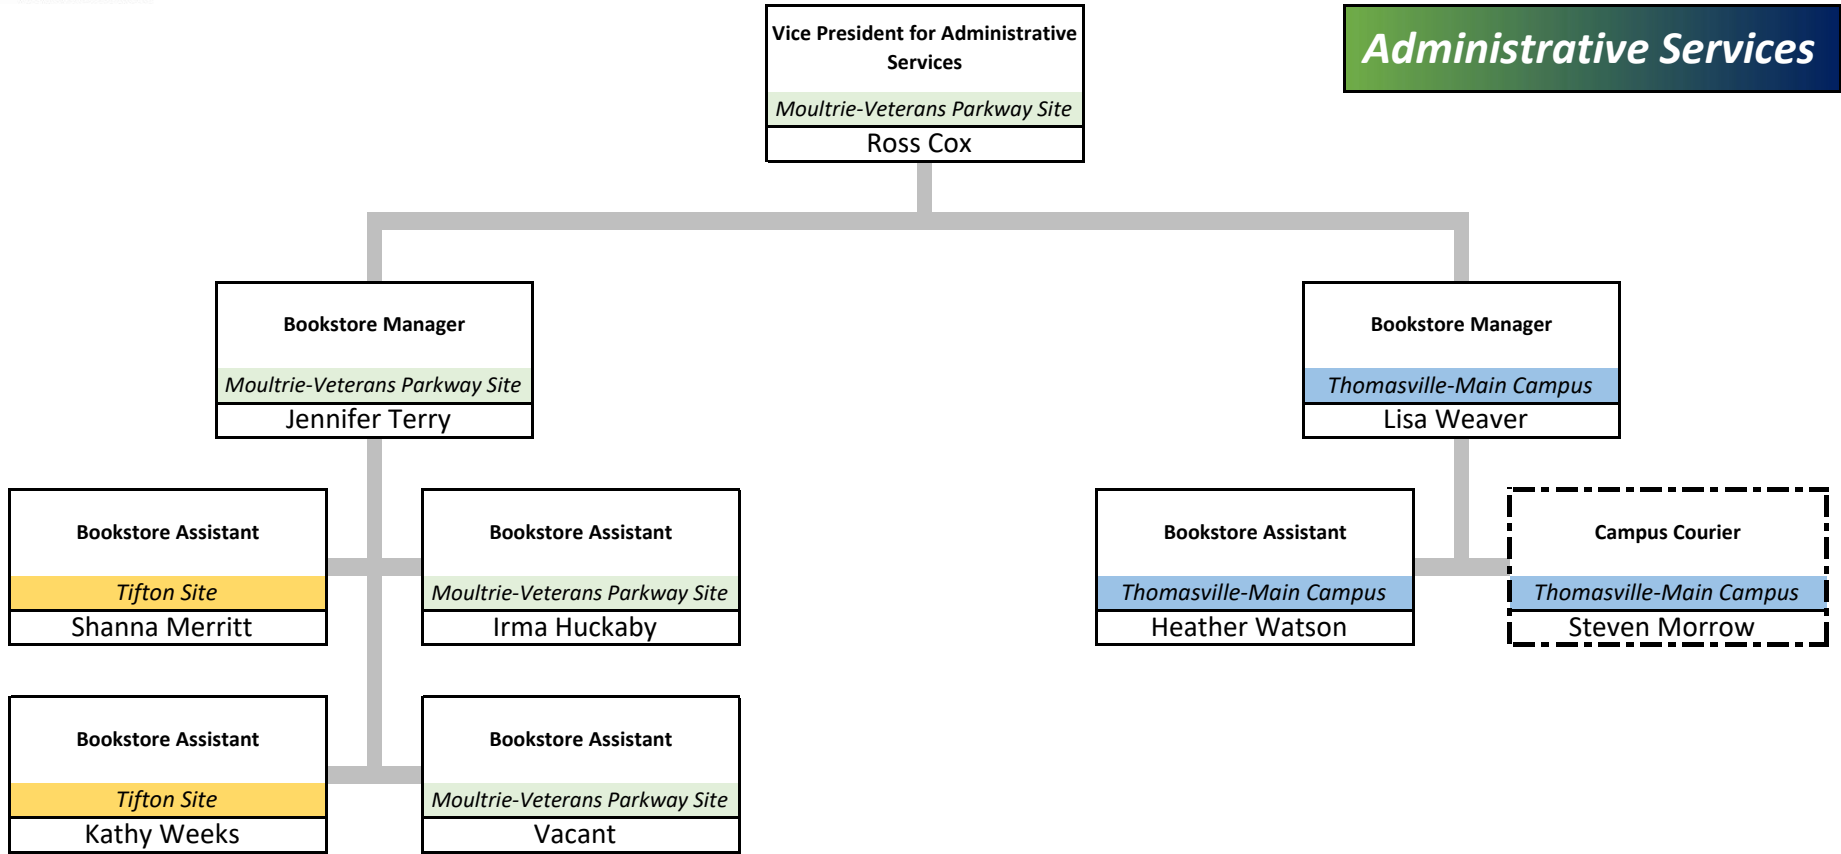 Vice President for Administrative
Services
Moultrie-Veterans Parkway Site
Ross Cox
Administrative Services
Bookstore Manager
Moultrie-Veterans Parkway Site
Jennifer Terry
Bookstore Manager
Thomasville-Main Campus
Lisa Weaver
Bookstore Assistant
Tifton Site
Shanna Merritt
Bookstore Assistant
Moultrie-Veterans Parkway Site
Irma Huckaby
Bookstore Assistant
Thomasville-Main Campus
Heather Watson
Campus Courier
Thomasville-Main Campus
Steven Morrow
Bookstore Assistant
Tifton Site
Kathy Weeks
Bookstore Assistant
Moultrie-Veterans Parkway Site
Vacant